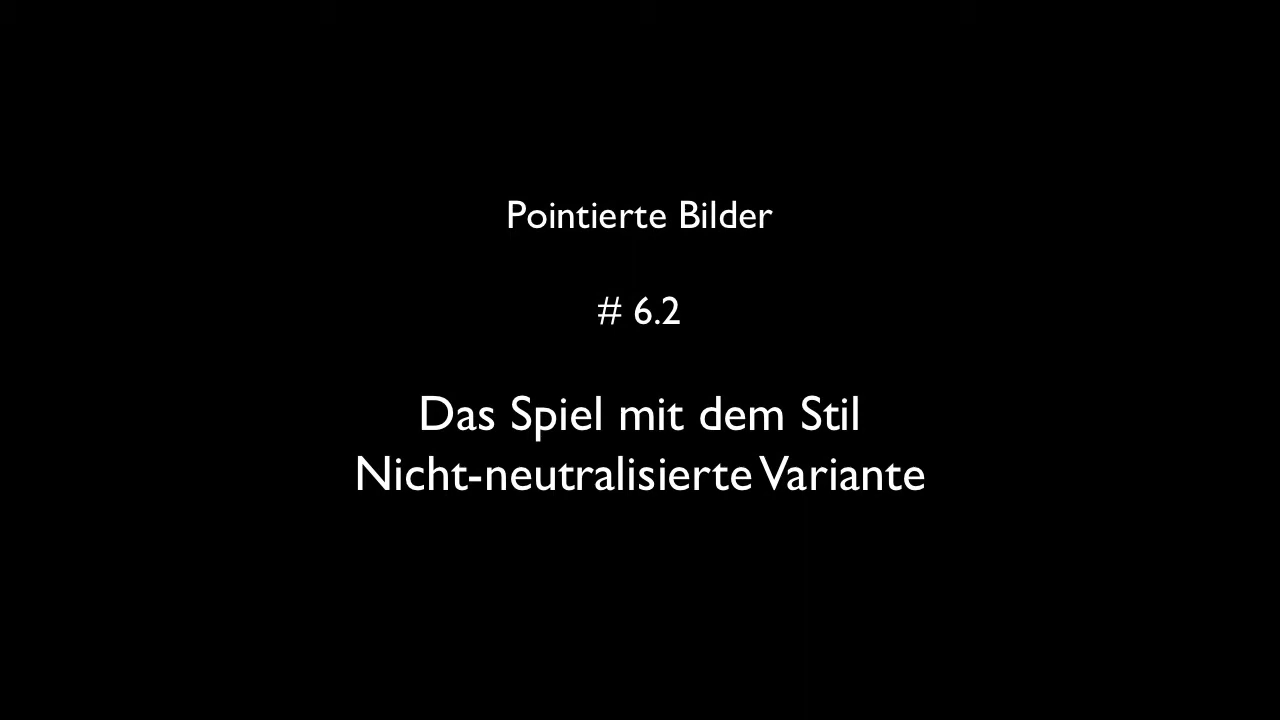 Pointierte Bilder
# 6.2
Das Spiel mit dem Stil
Nicht-neutralisierte Variante